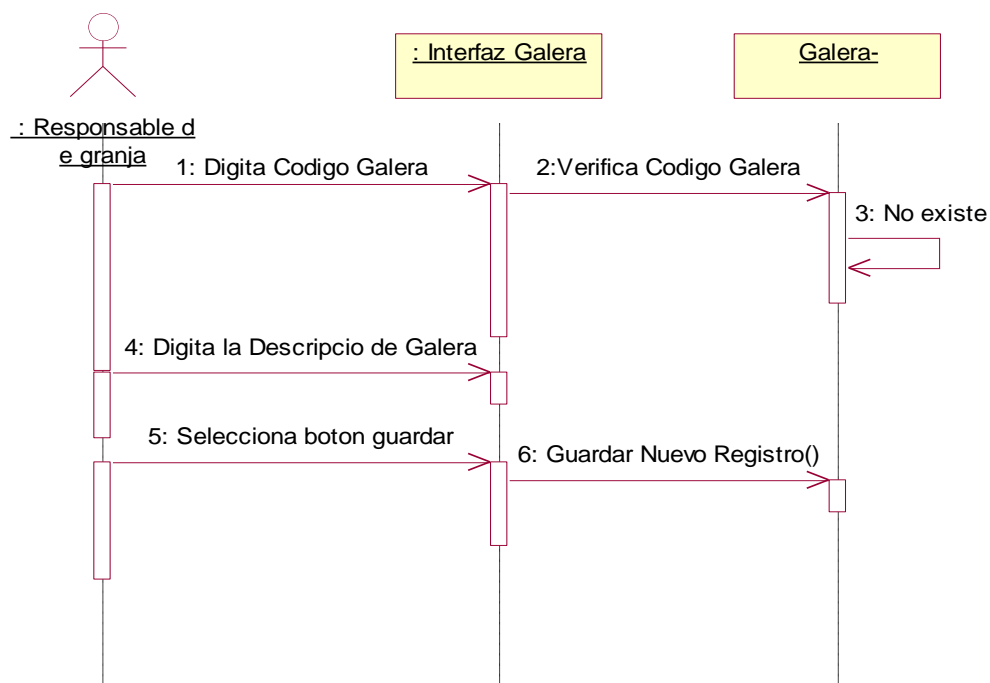 : Interfaz Galera
Galera-
: Responsable d
e granja
1: Digita Codigo Galera
2:Verifica Codigo Galera
3: No existe
4: Digita la Descripcio de Galera
5: Selecciona boton guardar
6: Guardar Nuevo Registro()